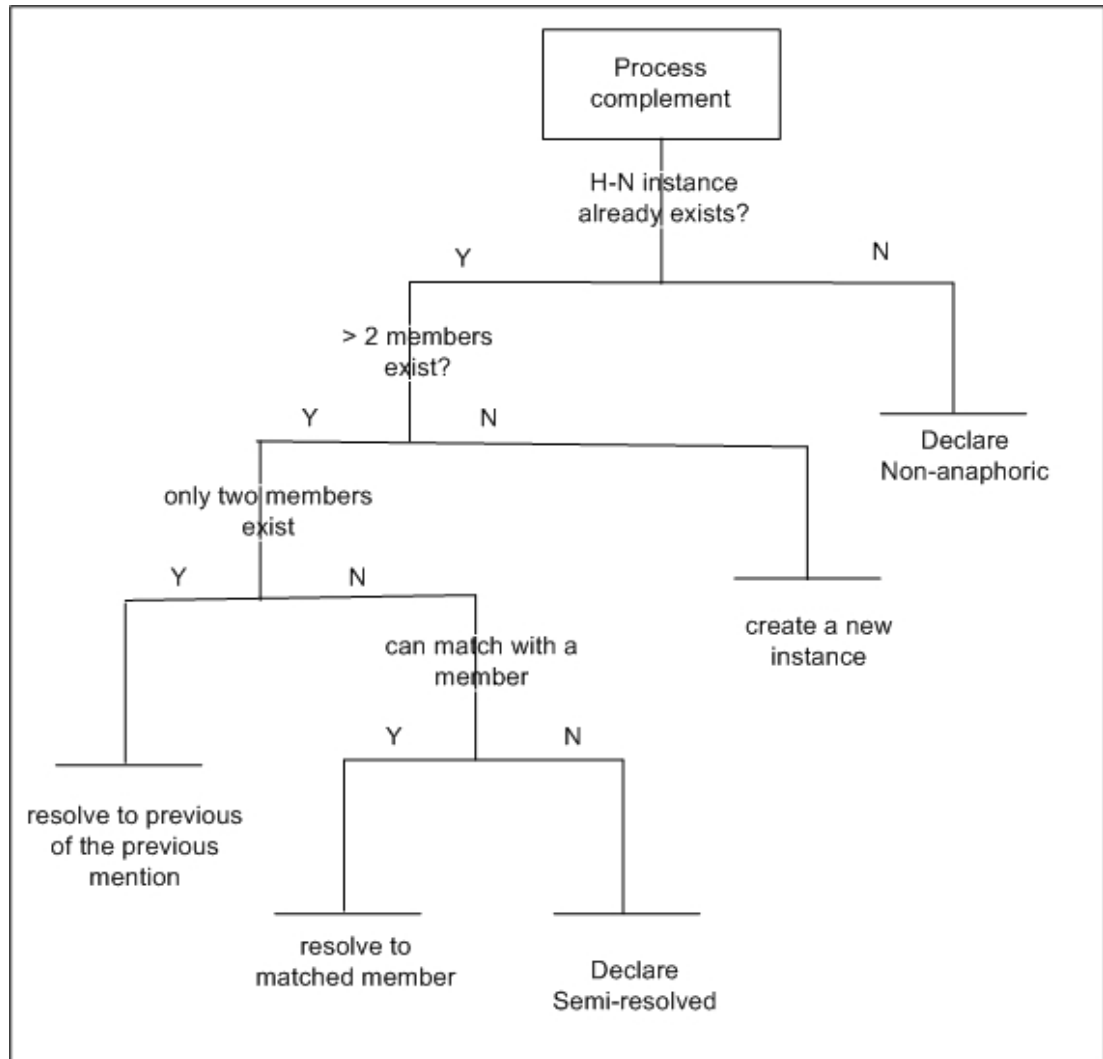 Process
complement
H-N instance
already exists?
Y
N
> 2 members
exist?
Y
N
Declare
Non-anaphoric
only two members
exist
Y
N
create a new
instance
can match with a
member
Y
N
resolve to previous
of the previous
mention
resolve to
matched member
Declare
Semi-resolved